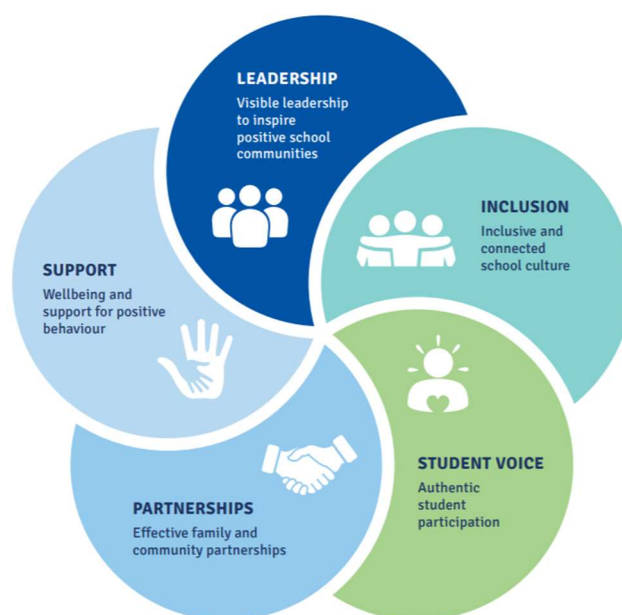 LEADERSHIP
Visible leadership
to inspire
positive school
communities
INCLUSION
Inclusive and
connected
school culture
STUDENT VOICE
Authentic
student
participation
PARTNERSHIPS
Effective family and
community partnerships
SUPPORT
Wellbeing and
support for positive
behaviour